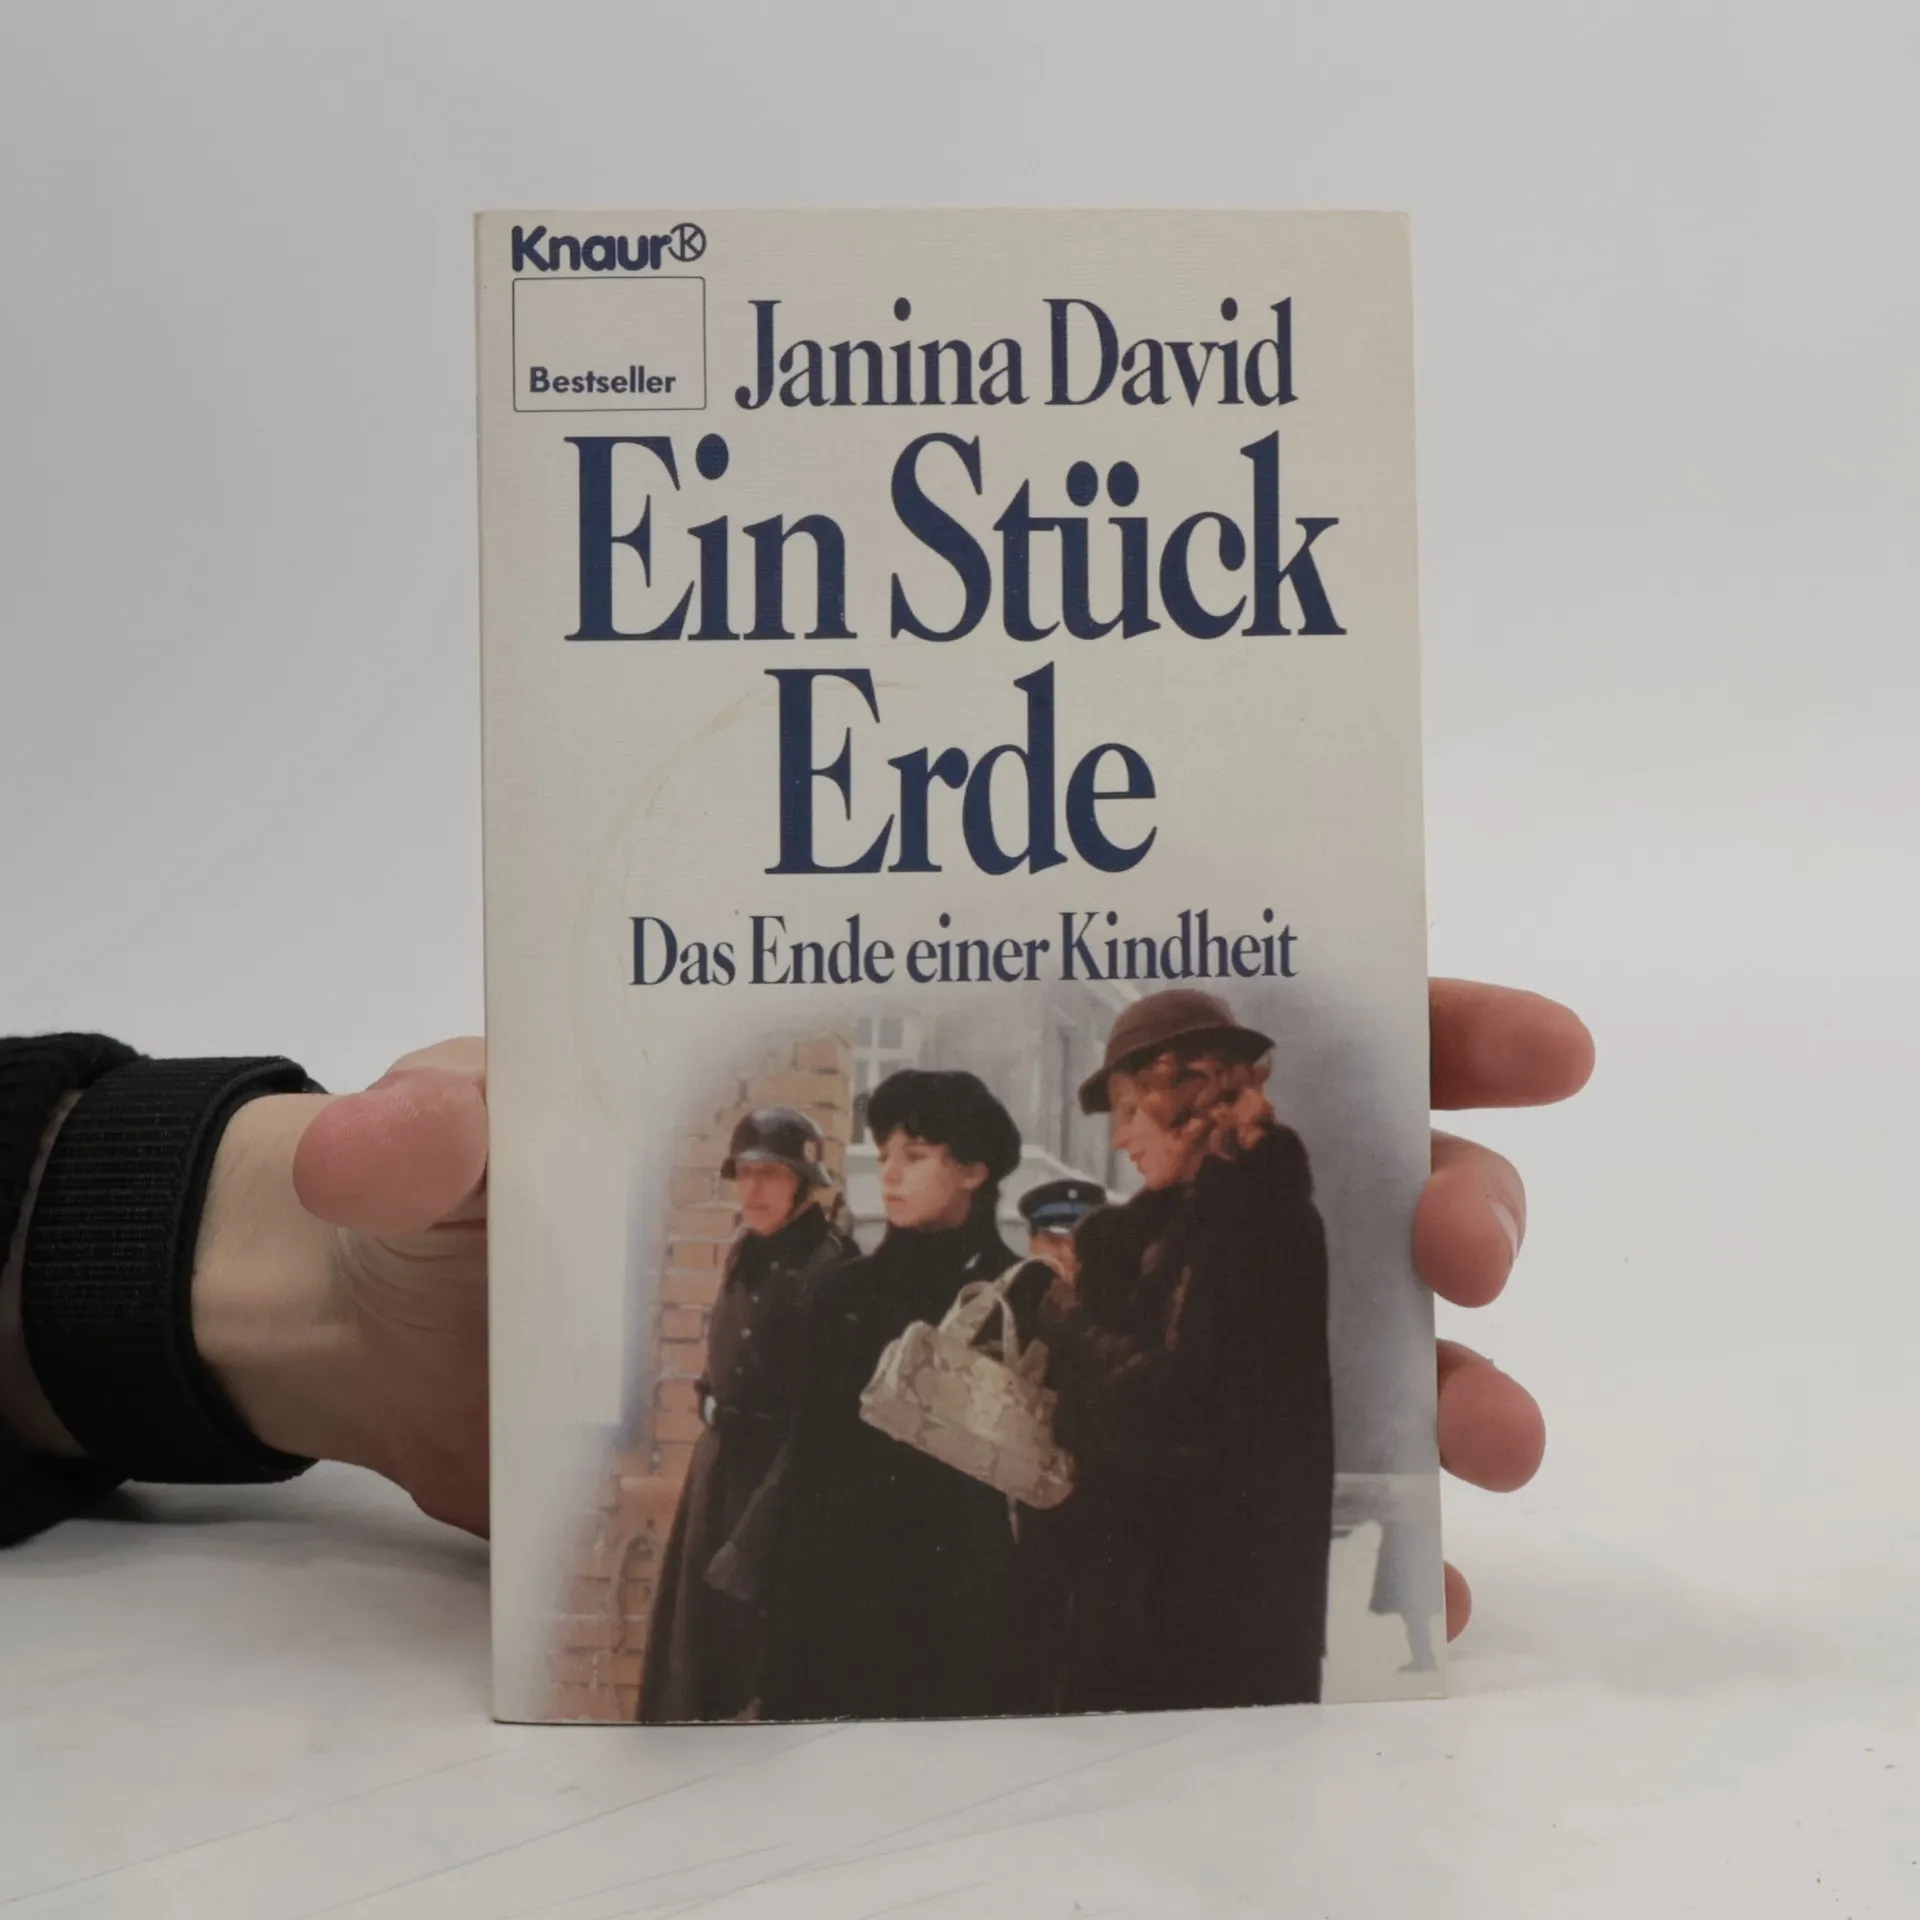 Knaur
Bestseller
Janina David
Ein Stück
Erde
Das Ende einer Kindheit